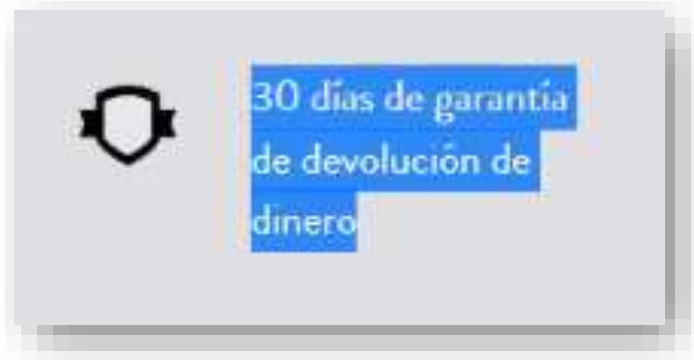 30 días de garantía
de devolución de
dinero